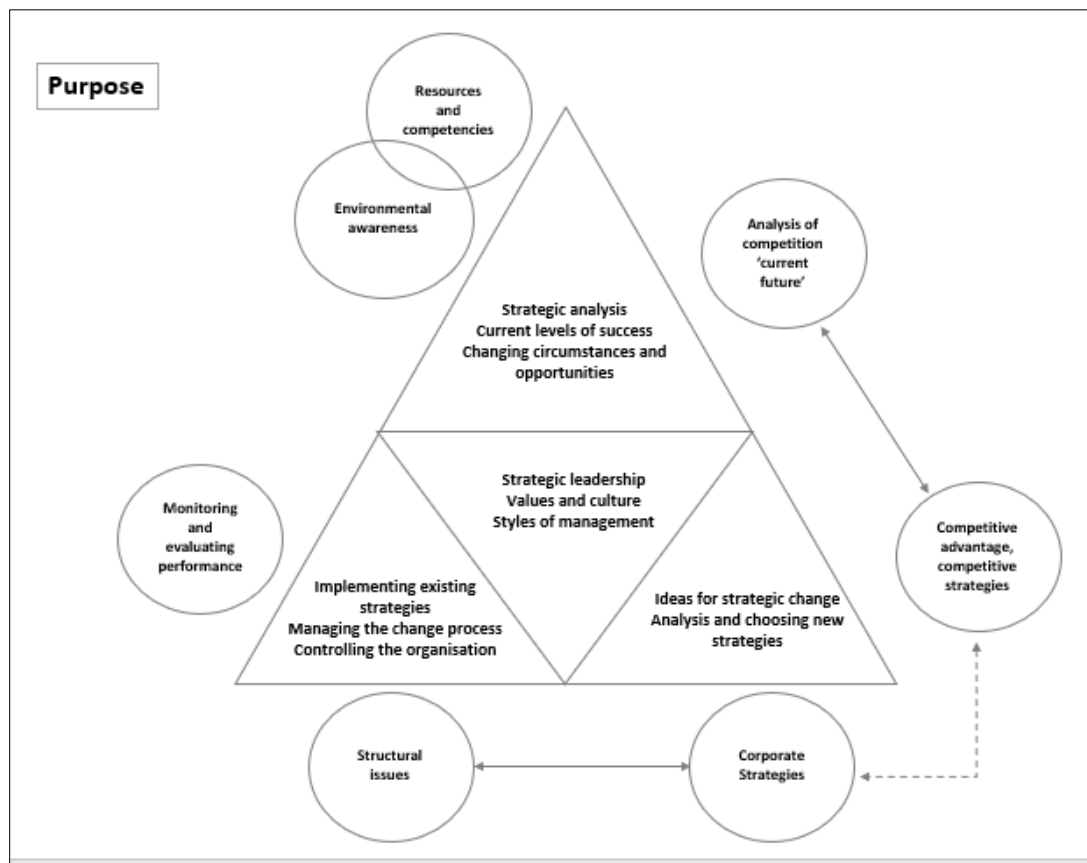 Purpose
Resources
and
competencies
Environmental
awareness
Analysis of
competition
‘current
future’
Strategic analysis
Current levels of success
Changing circumstances and
opportunities
Strategic leadership
Values and culture
Styles of management
Monitoring
and
evaluating
performance
Competitive
advantage,
competitive
strategies
Implementing existing
strategies
Managing the change process
Controlling the organisation
Ideas for strategic change
Analysis and choosing new
strategies
Structural
issues
Corporate
Strategies